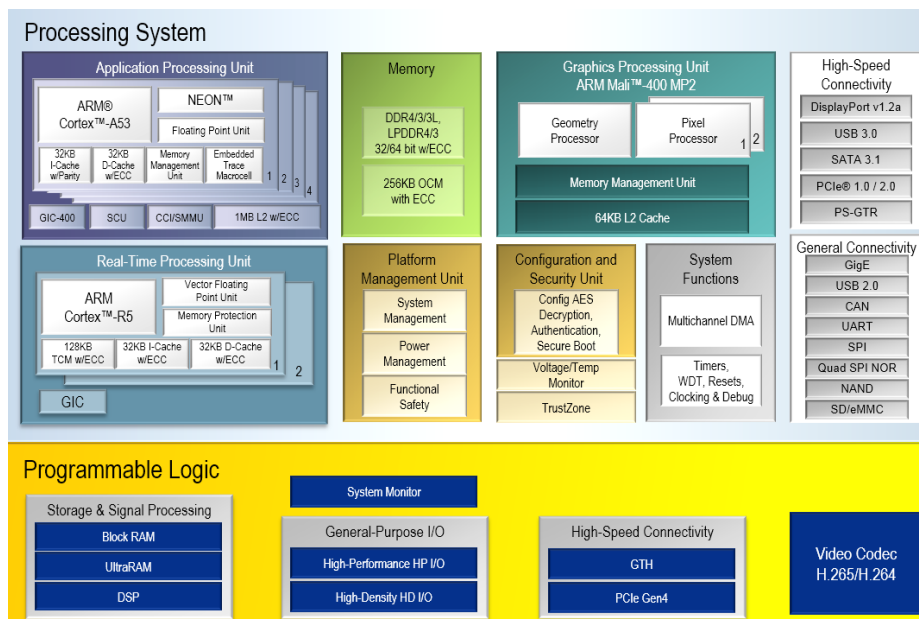 Processing System
Application Processing Unit
ARM®
Cortex™-A53
NEON™
Floating Point Unit
32KB
I-Cache
w/Parity
32KB
D-Cache
w/ECC
Memory
Management
Unit
Embedded
Trace
Macrocell
1
2
3
4
GIC-400
SCU
CCI/SMMU
1MB L2 w/ECC
Memory
DDR4/3/3L,
LPDDR4/3
32/64 bit w/ECC
256KB OCM
with ECC
Graphics Processing Unit
ARM Mali™-400 MP2
Geometry
Processor
Pixel
Processor
1
2
Memory Management Unit
64KB L2 Cache
High-Speed
Connectivity
DisplayPort v1.2a
USB 3.0
SATA 3.1
PCIe® 1.0 / 2.0
PS-GTR
Real-Time Processing Unit
ARM
Cortex™-R5
Vector Floating
Point Unit
Memory Protection
Unit
128KB
TCM w/ECC
32KB I-Cache
w/ECC
32KB D-Cache
w/ECC
1
2
GIC
Platform
Management Unit
System
Management
Power
Management
Functional
Safety
Configuration and
Security Unit
Config AES
Decryption,
Authentication,
Secure Boot
Voltage/Temp
Monitor
TrustZone
System
Functions
Multichannel DMA
Timers,
WDT, Resets,
Clocking & Debug
General Connectivity
GigE
USB 2.0
CAN
UART
SPI
Quad SPI NOR
NAND
SD/eMMC
Programmable Logic
Storage & Signal Processing
Block RAM
UltraRAM
DSP
System Monitor
General-Purpose I/O
High-Performance HP I/O
High-Density HD I/O
High-Speed Connectivity
GTH
PCIe Gen4
Video Codec
H.265/H.264